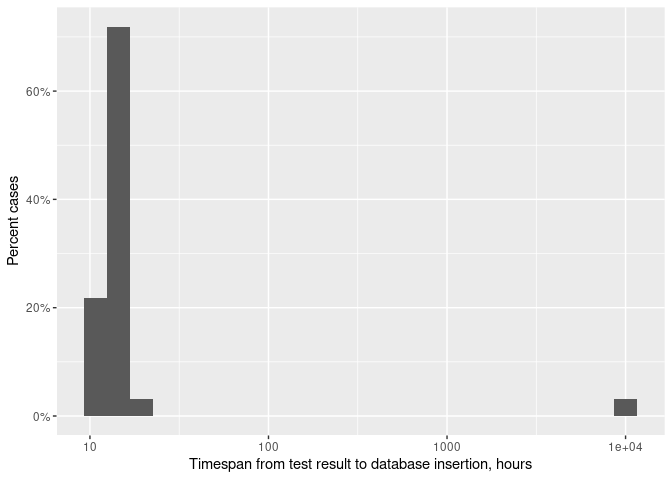 Percent cases
60%
40%
20%
0%
10 100 1000 1e+04
Timespan from test result to database insertion, hours